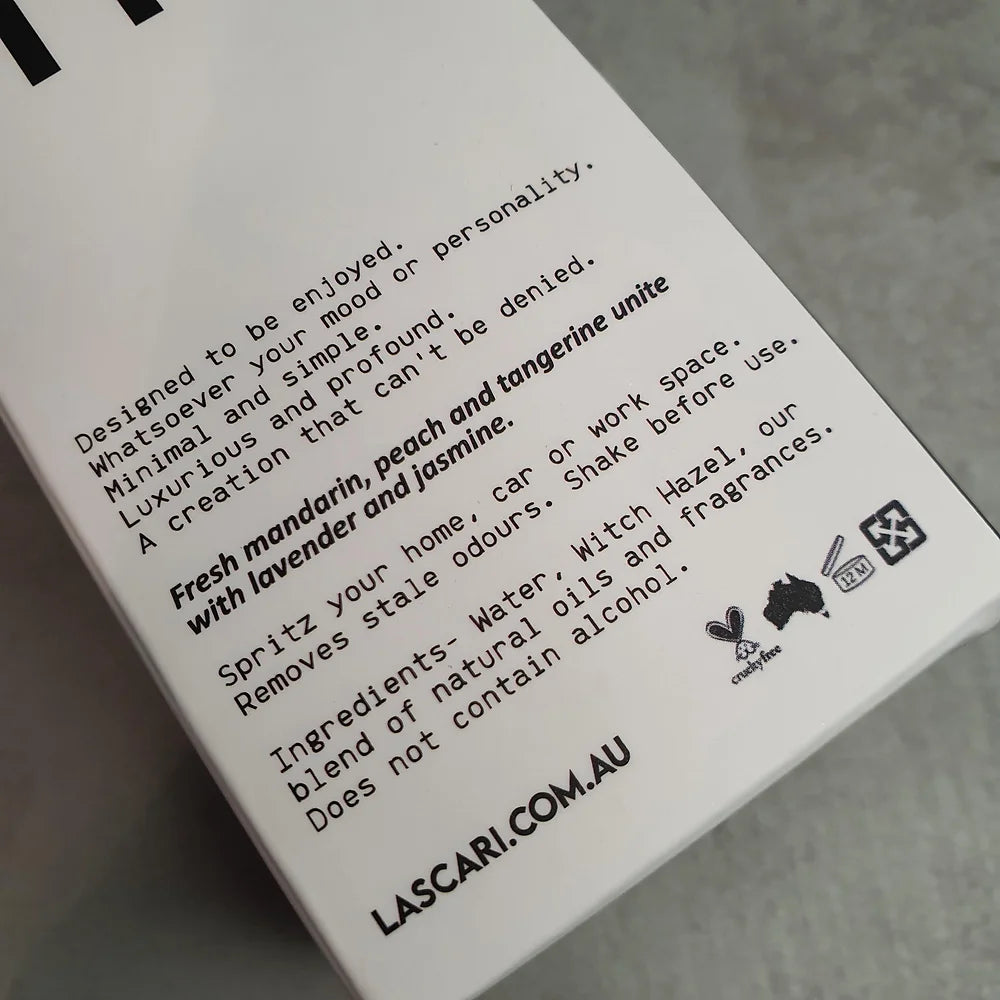 Designed to be enjoyed.
Whatsoever your mood or personality.
Minimal and simple.
Luxurious and profound.
A creation that can't be denied.
Fresh mandarin, peach and tangerine unite
with lavender and jasmine.
Spritz your home, car or work space.
Removes stale odours. Shake before use.
Ingredients- Water, Witch Hazel, our
blend of natural oils and fragrances.
Does not contain alcohol.
crueltyfree
12 M
LASCARI.COM.AU